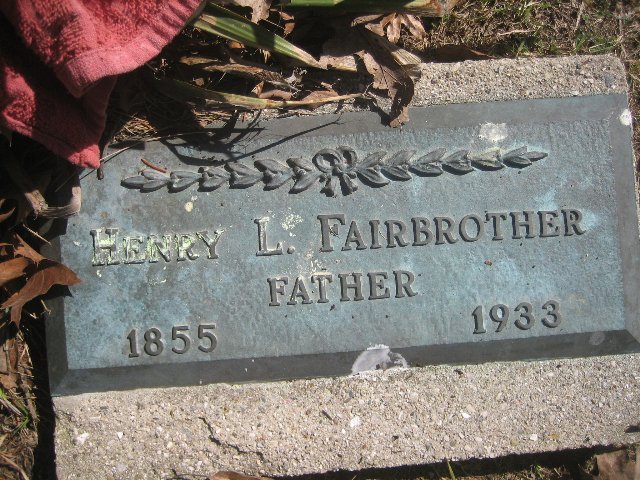 HENRY L. FAIRBROTHER
FATHER
1855 1933